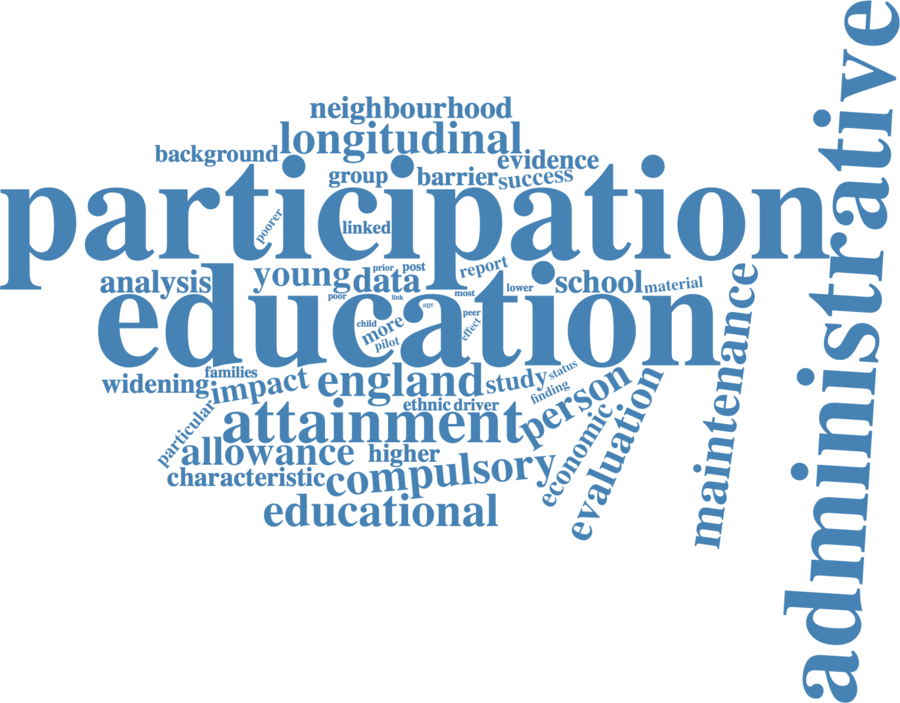 neighbourhood
longitudinal
background
evidence
group
barrier
success
participation
administrative
poorer
linked
analysis
young
data
prior
post
report
school
material
poor
link
age
most
lower
education
child
more
pilot
peer
effect
maintenance
families
widening
impact
england
study
status
finding
person
ethnic
driver
particular
attainment
economic
evaluation
allowance
higher
characteristic
compulsory
educational